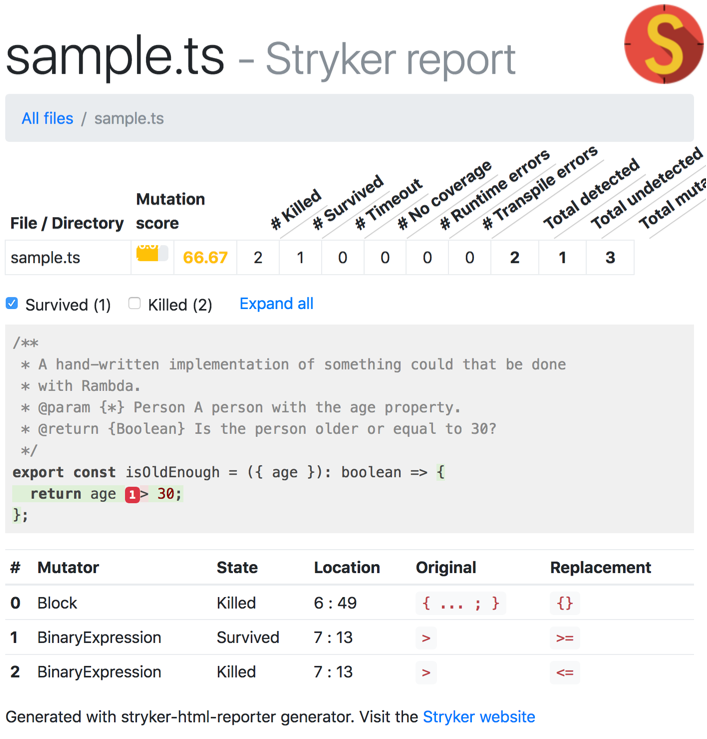 sample.ts - Stryker report
S
All files / sample.ts
File / Directory Mutation score # Killed # Survived # Timeout # No coverage # Runtime errors # Transpile errors Total detected Total undetected Total muta
sample.ts 66.67 2 1 0 0 0 0 2 1 3
Survived (1) Killed (2) Expand all
/**
* A hand-written implementation of something could that be done
* with Rambda.
* @param {*} Person A person with the age property.
* @return {Boolean} Is the person older or equal to 30?
*/
export const isOldEnough = ({ age }): boolean => {
return age 1 > 30;
};
# Mutator State Location Original Replacement
0 Block Killed 6 : 49 { ... ; } {}
1 BinaryExpression Survived 7 : 13 > >=
2 BinaryExpression Killed 7 : 13 > <=
Generated with stryker-html-reporter generator. Visit the Stryker website